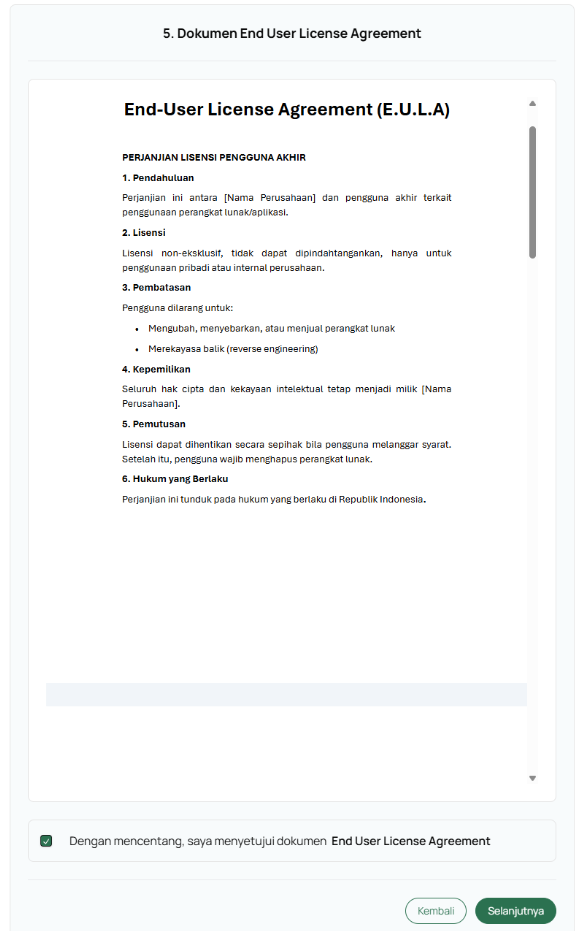 5. Dokumen End User License Agreement
End-User License Agreement (E.U.L.A)
PERJANJIAN LISENSI PENGGUNA AKHIR
1. Pendahuluan
Perjanjian ini antara [Nama Perusahaan] dan pengguna akhir terkait
penggunaan perangkat lunak/aplikasi.
2. Lisensi
Lisensi non-eksklusif, tidak dapat dipindahtangankan, hanya untuk
penggunaan pribadi atau internal perusahaan.
3. Pembatasan
Pengguna dilarang untuk:
• Mengubah, menyebarkan, atau menjual perangkat lunak
• Merekayasa balik (reverse engineering)
4. Kepemilikan
Seluruh hak cipta dan kekayaan intelektual tetap menjadi milik [Nama
Perusahaan].
5. Pemutusan
Lisensi dapat dihentikan secara sepihak bila pengguna melanggar syarat.
Setelah itu, pengguna wajib menghapus perangkat lunak.
6. Hukum yang Berlaku
Perjanjian ini tunduk pada hukum yang berlaku di Republik Indonesia.
Dengan mencentang, saya menyetujui dokumen End User License Agreement
Kembali Selanjutnya